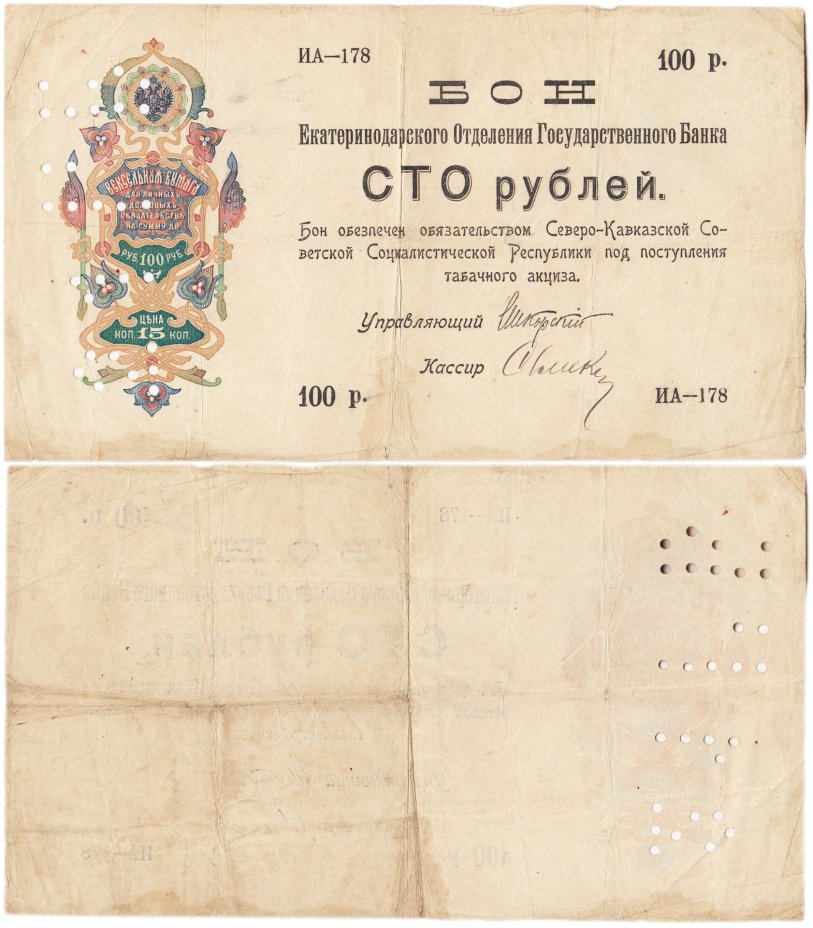 ИА—178
100 р.
БОН
Екатеринодарского Отделения Государственного Банка
СТО рублей.
Бон обезпечен обязательством Северо-Кавказской Со-
ветской Социалистической Республики под поступления
табачного акциза.
Управляющий
Кассир
100 р.
ИА—178
ВЕКСЕЛЬНАЯ БУМАГА
ДЛЯ ЛИЧНЫХЪ
ДОЛГОВЫХЪ
ОБЯЗАТЕЛЬСТВЪ
НА СУММУ ДО
РУБ. 100 РУБ.
ЦѢНА
КОП. 15 КОП.